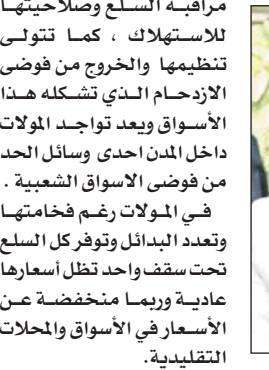 مراقبة السلع وصلاحيتها
للاستهلاك ، كما تتولى
تنظيمها والخروج من فوضى
الازدحام الذي تشكله هذا
الأسواق ويعد تواجد المولات
داخل المدن احدى وسائل الحد
من فوضى الاسواق الشعبية .
في المولات رغم فخامتها
وتعدد البدائل وتوفر كل السلع
تحت سقف واحد تظل أسعارها
عادية وربما منخفضة عن
الأسعار في الأسواق والمحلات
التقليدية.